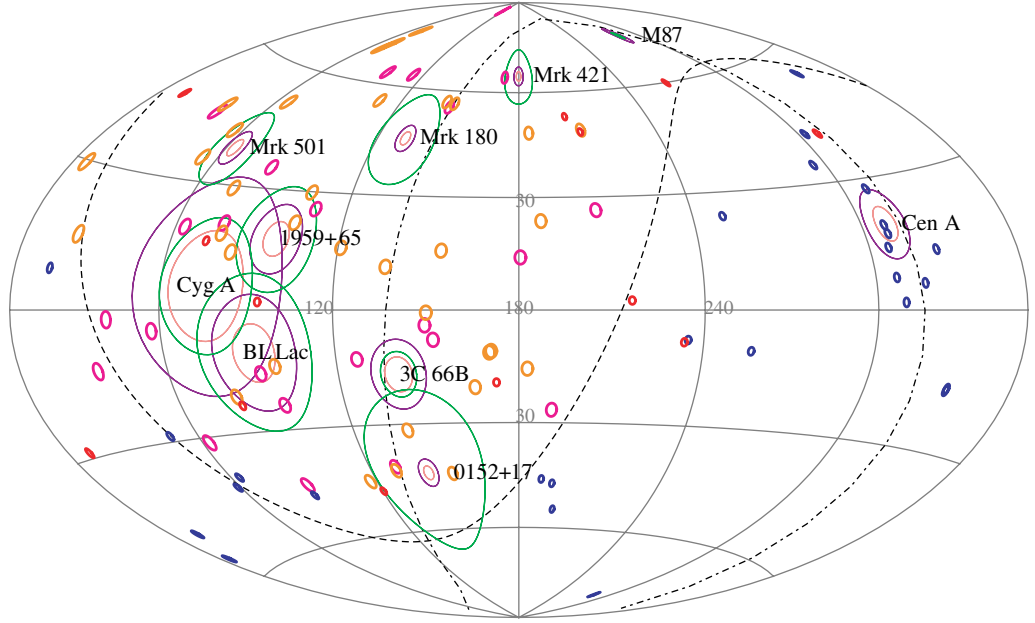 M87
Mrk 421
Mrk 180
Mrk 501
30
Cen A
1959+65
Cyg A
120
180
240
BL Lac
3C 66B
30
0152+17